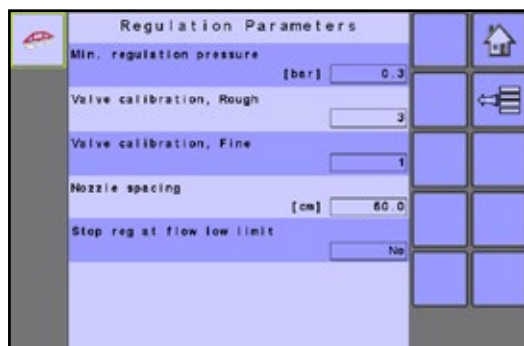 Regulation Parameters
Min. regulation pressure
[bar] 0.3
Valve calibration, Rough
3
Valve calibration, Fine
1
Nozzle spacing
[cm] 60.0
Stop reg at flow low limit
No